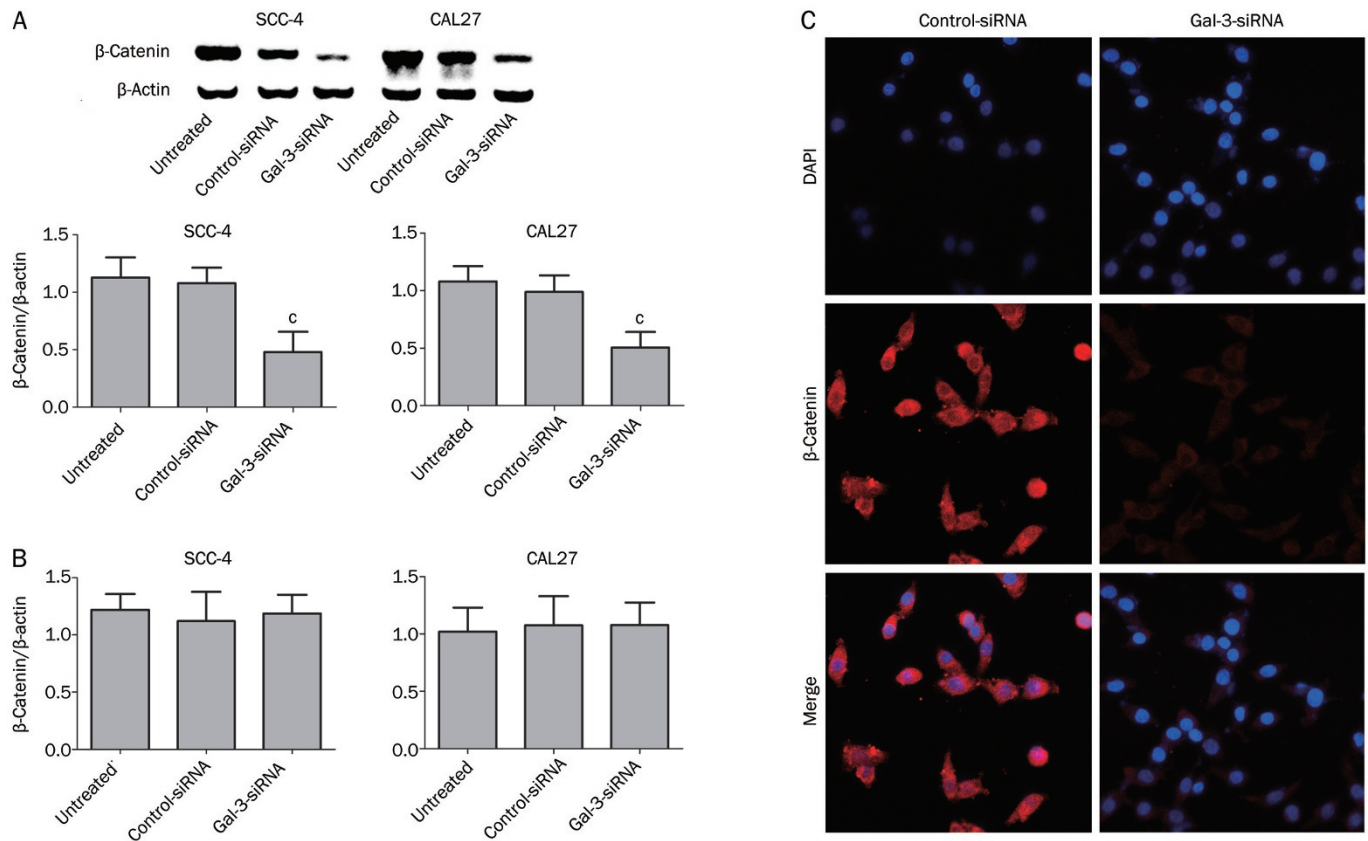 A
SCC-4 CAL27
β-Catenin
β-Actin
Untreated Control-siRNA Gal-3-siRNA Untreated Control-siRNA Gal-3-siRNA
SCC-4
β-Catenin/β-actin
1.5
1.0
0.5
0.0
c
Untreated Control-siRNA Gal-3-siRNA
CAL27
1.5
1.0
0.5
0.0
c
Untreated Control-siRNA Gal-3-siRNA
B
SCC-4
β-Catenin/β-actin
1.5
1.0
0.5
0.0
Untreated Control-siRNA Gal-3-siRNA
CAL27
1.5
1.0
0.5
0.0
Untreated Control-siRNA Gal-3-siRNA
C
Control-siRNA Gal-3-siRNA
DAPI
β-Catenin
Merge